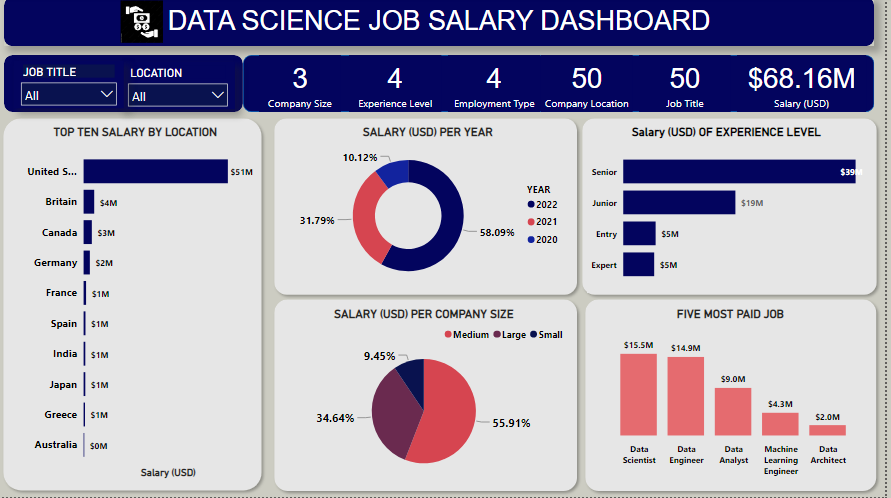 DATA SCIENCE JOB SALARY DASHBOARD
JOB TITLE
All
LOCATION
All
3
Company Size
4
Experience Level
4
Employment Type
50
Company Location
50
Job Title
$68.16M
Salary (USD)
TOP TEN SALARY BY LOCATION
United S... $51M
Britain $4M
Canada $3M
Germany $2M
France $1M
Spain $1M
India $1M
Japan $1M
Greece $1M
Australia $0M
Salary (USD)
SALARY (USD) PER YEAR
10.12%
31.79%
58.09%
YEAR
2022
2021
2020
Salary (USD) OF EXPERIENCE LEVEL
Senior $39M
Junior $19M
Entry $5M
Expert $5M
SALARY (USD) PER COMPANY SIZE
Medium Large Small
9.45%
34.64%
55.91%
FIVE MOST PAID JOB
$15.5M
$14.9M
$9.0M
$4.3M
$2.0M
Data
Scientist
Data
Engineer
Data
Analyst
Machine
Learning
Engineer
Data
Architect